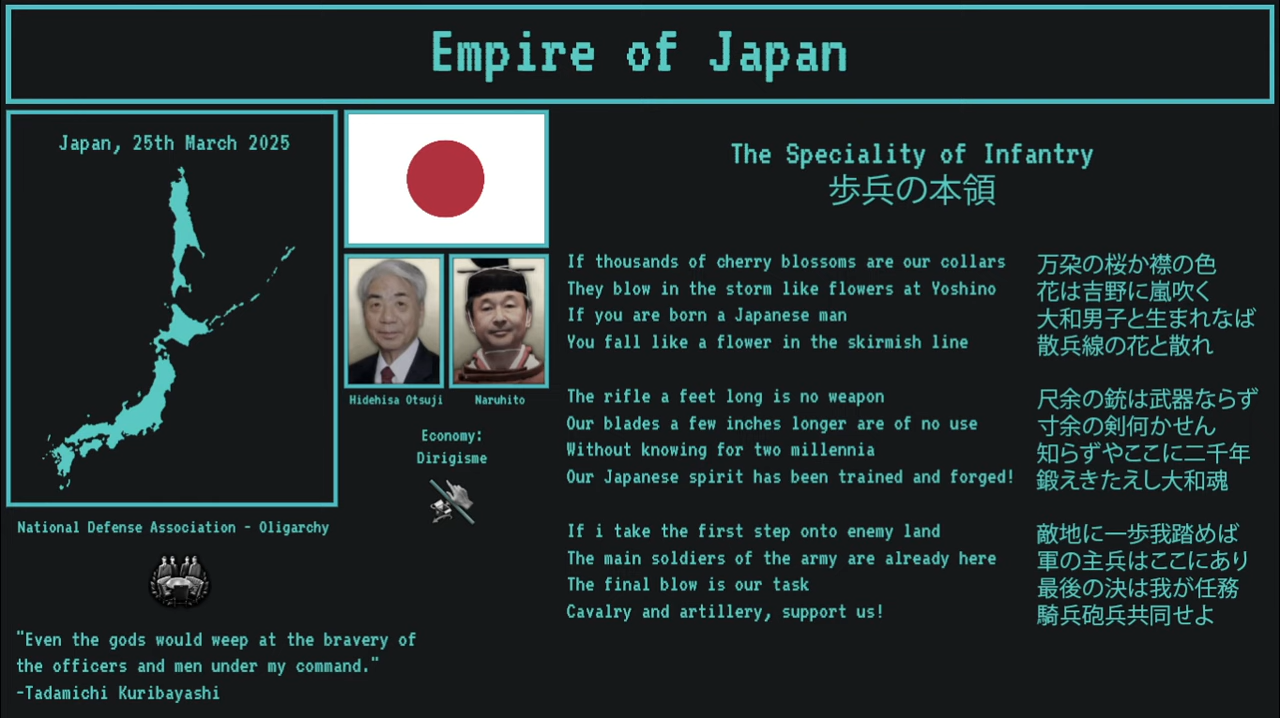 Empire of Japan
Japan, 25th March 2025
National Defense Association - Oligarchy
"Even the gods would weep at the bravery of
the officers and men under my command."
-Tadamichi Kuribayashi
Hidehisa Otsuji
Naruhito
Economy:
Dirigisme
The Speciality of Infantry
歩兵の本領
If thousands of cherry blossoms are our collars
They blow in the storm like flowers at Yoshino
If you are born a Japanese man
You fall like a flower in the skirmish line
The rifle a feet long is no weapon
Our blades a few inches longer are of no use
Without knowing for two millennia
Our Japanese spirit has been trained and forged!
If i take the first step onto enemy land
The main soldiers of the army are already here
The final blow is our task
Cavalry and artillery, support us!
万朶の桜か襟の色
花は吉野に嵐吹く
大和男子と生まれなば
散兵線の花と散れ
尺余の銃は武器ならず
寸余の剣何かせん
知らずやここに二千年
鍛えきたえし大和魂
敵地に一歩我踏めば
軍の主兵はここにあり
最後の決は我が任務
騎兵砲兵共同せよ